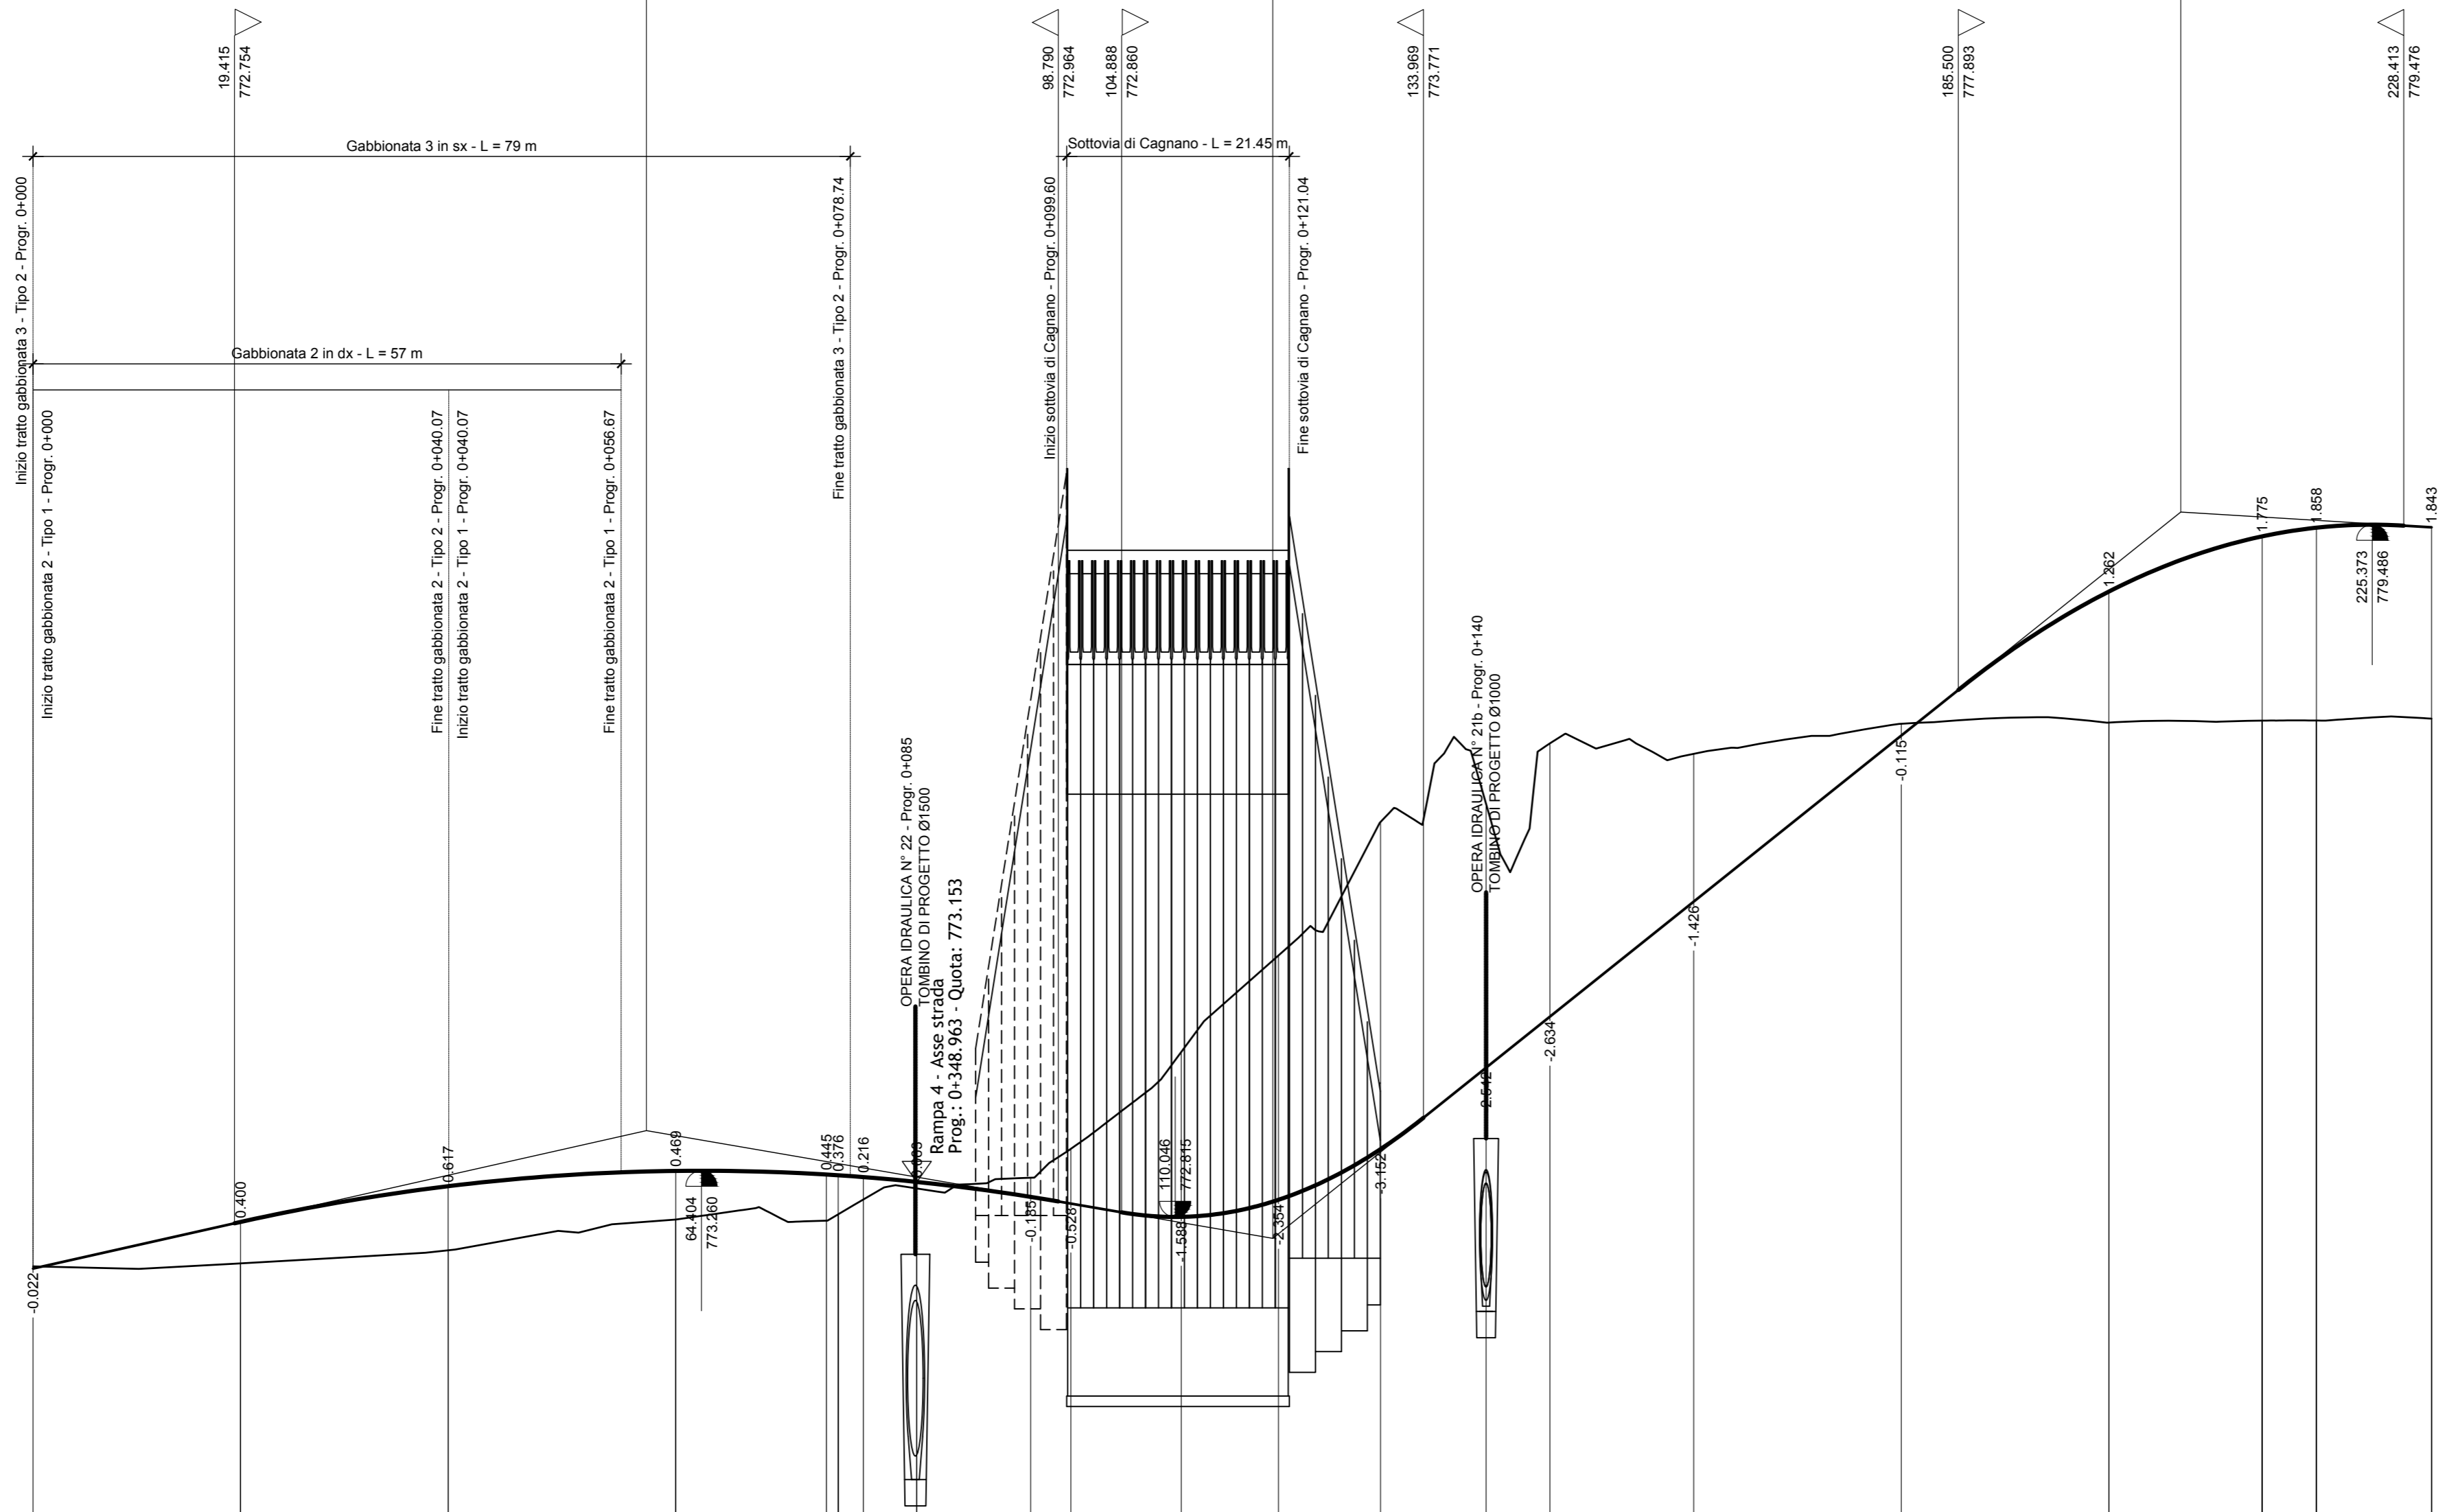 19.415
772.754
98.790
772.964
104.888
772.860
133.969
773.771
185.500
777.893
228.413
779.476
Gabbionata 3 in sx - L = 79 m
Sottovia di Cagnano - L = 21.45 m
Inizio tratto gabbionata 3 - Tipo 2 - Progr. 0+000
Fine tratto gabbionata 3 - Tipo 2 - Progr. 0+078.74
Inizio sottovia di Cagnano - Progr. 0+099.60
Fine sottovia di Cagnano - Progr. 0+121.04
Gabbionata 2 in dx - L = 57 m
Inizio tratto gabbionata 2 - Tipo 1 - Progr. 0+000
Fine tratto gabbionata 2 - Tipo 2 - Progr. 0+040.07
Inizio tratto gabbionata 2 - Tipo 1 - Progr. 0+040.07
Fine tratto gabbionata 2 - Tipo 1 - Progr. 0+056.67
OPERA IDRAULICA N° 22 - Progr. 0+085
TOMBINO DI PROGETTO Ø1500
Rampa 4 - Asse strada
Prog.: 0+348.963 - Quota: 773.153
OPERA IDRAULICA N° 21b - Progr. 0+140
TOMBINO DI PROGETTO Ø1000
-0.022
0.400
0.617
0.469
64.404
773.260
0.445
0.376
0.216
-0.185
-0.528
110.046
772.815
-1.588
-2.354
-3.152
-2.634
-1.426
-0.115
1.262
1.775
1.858
225.373
779.486
1.843